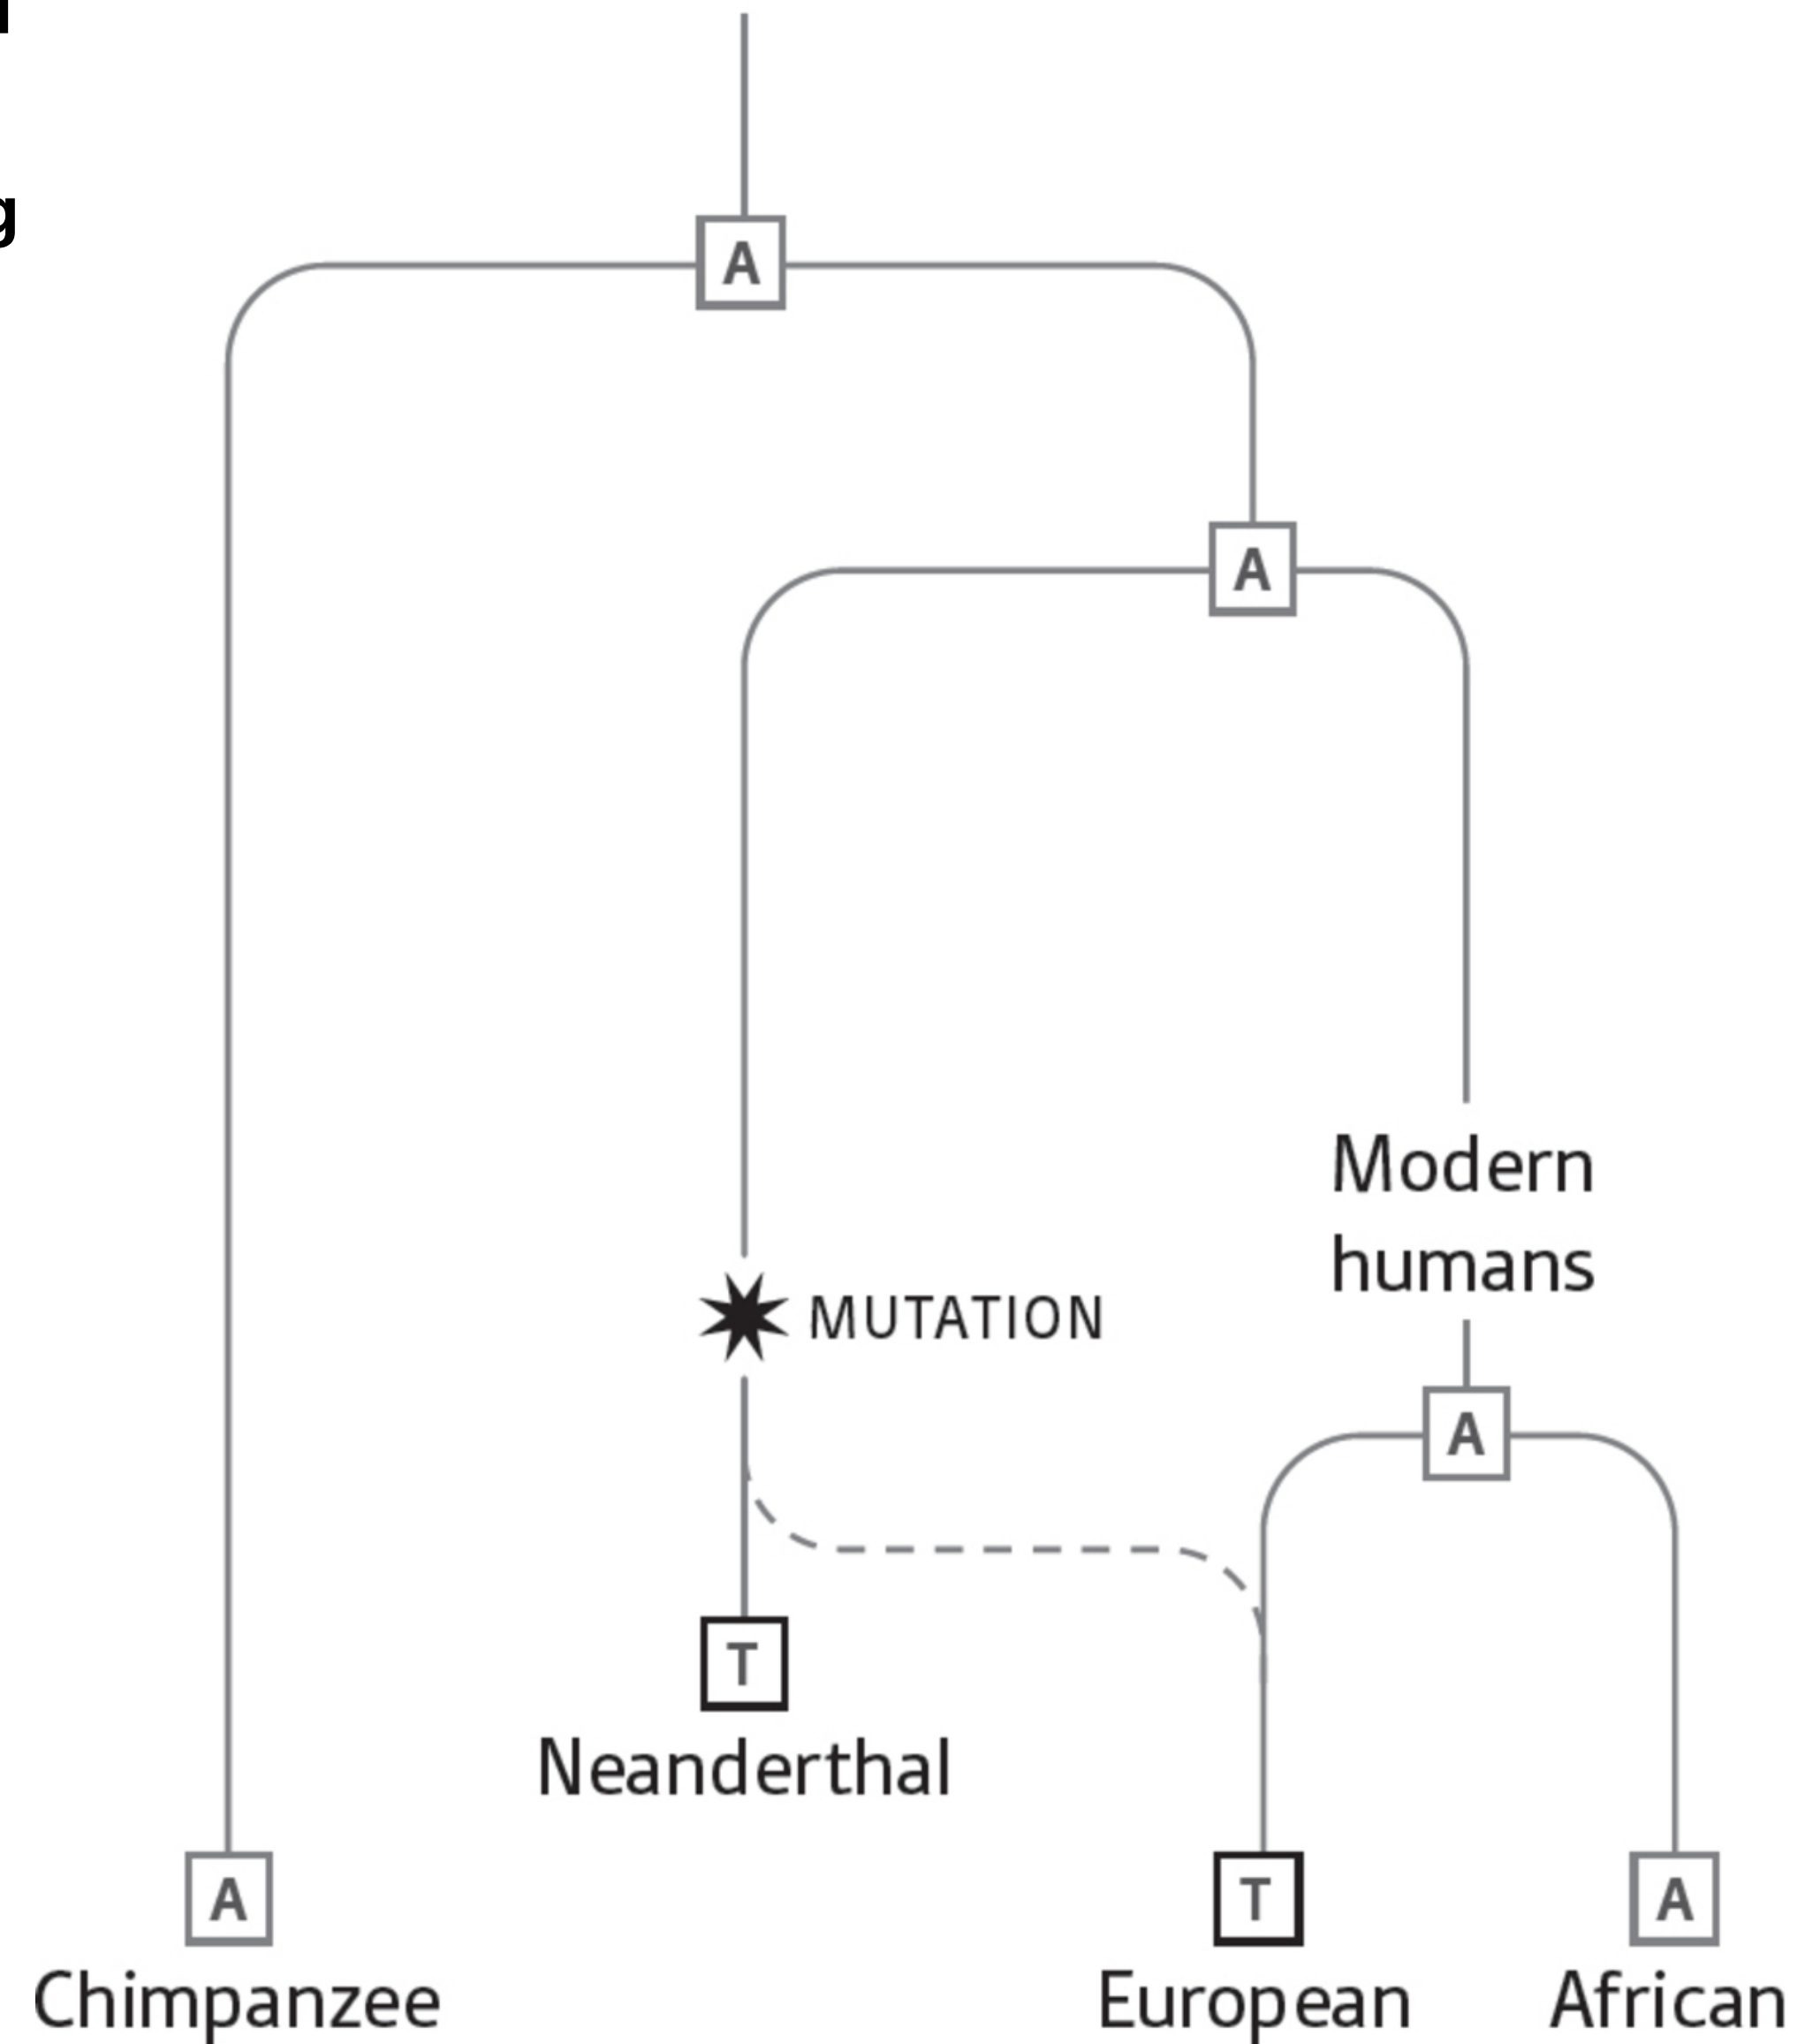 g
A
A
Modern
humans
MUTATION
A
T
Neanderthal
A
T
A
Chimpanzee
European
African